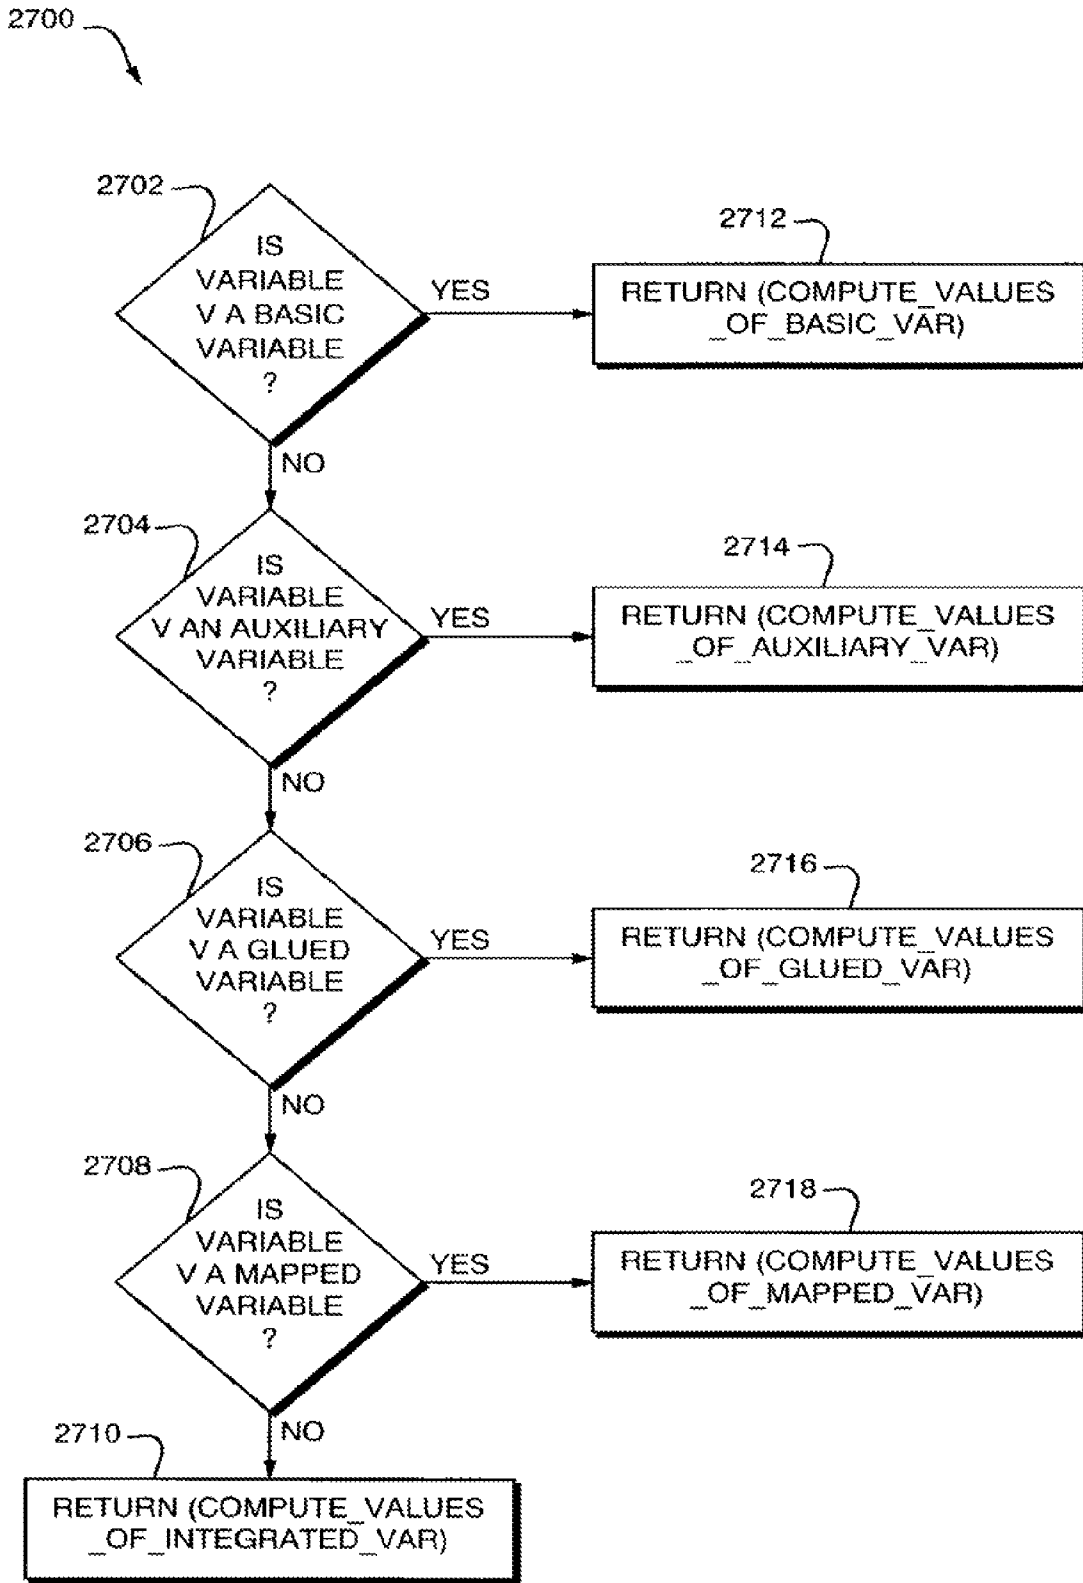 2700
2702
IS
VARIABLE
V A BASIC
VARIABLE
?
YES
2712
RETURN (COMPUTE_VALUES
_OF_BASIC_VAR)
NO
2704
IS
VARIABLE
V AN AUXILIARY
VARIABLE
?
YES
2714
RETURN (COMPUTE_VALUES
_OF_AUXILIARY_VAR)
NO
2706
IS
VARIABLE
V A GLUED
VARIABLE
?
YES
2716
RETURN (COMPUTE_VALUES
_OF_GLUED_VAR)
NO
2708
IS
VARIABLE
V A MAPPED
VARIABLE
?
YES
2718
RETURN (COMPUTE_VALUES
_OF_MAPPED_VAR)
NO
2710
RETURN (COMPUTE_VALUES
_OF_INTEGRATED_VAR)